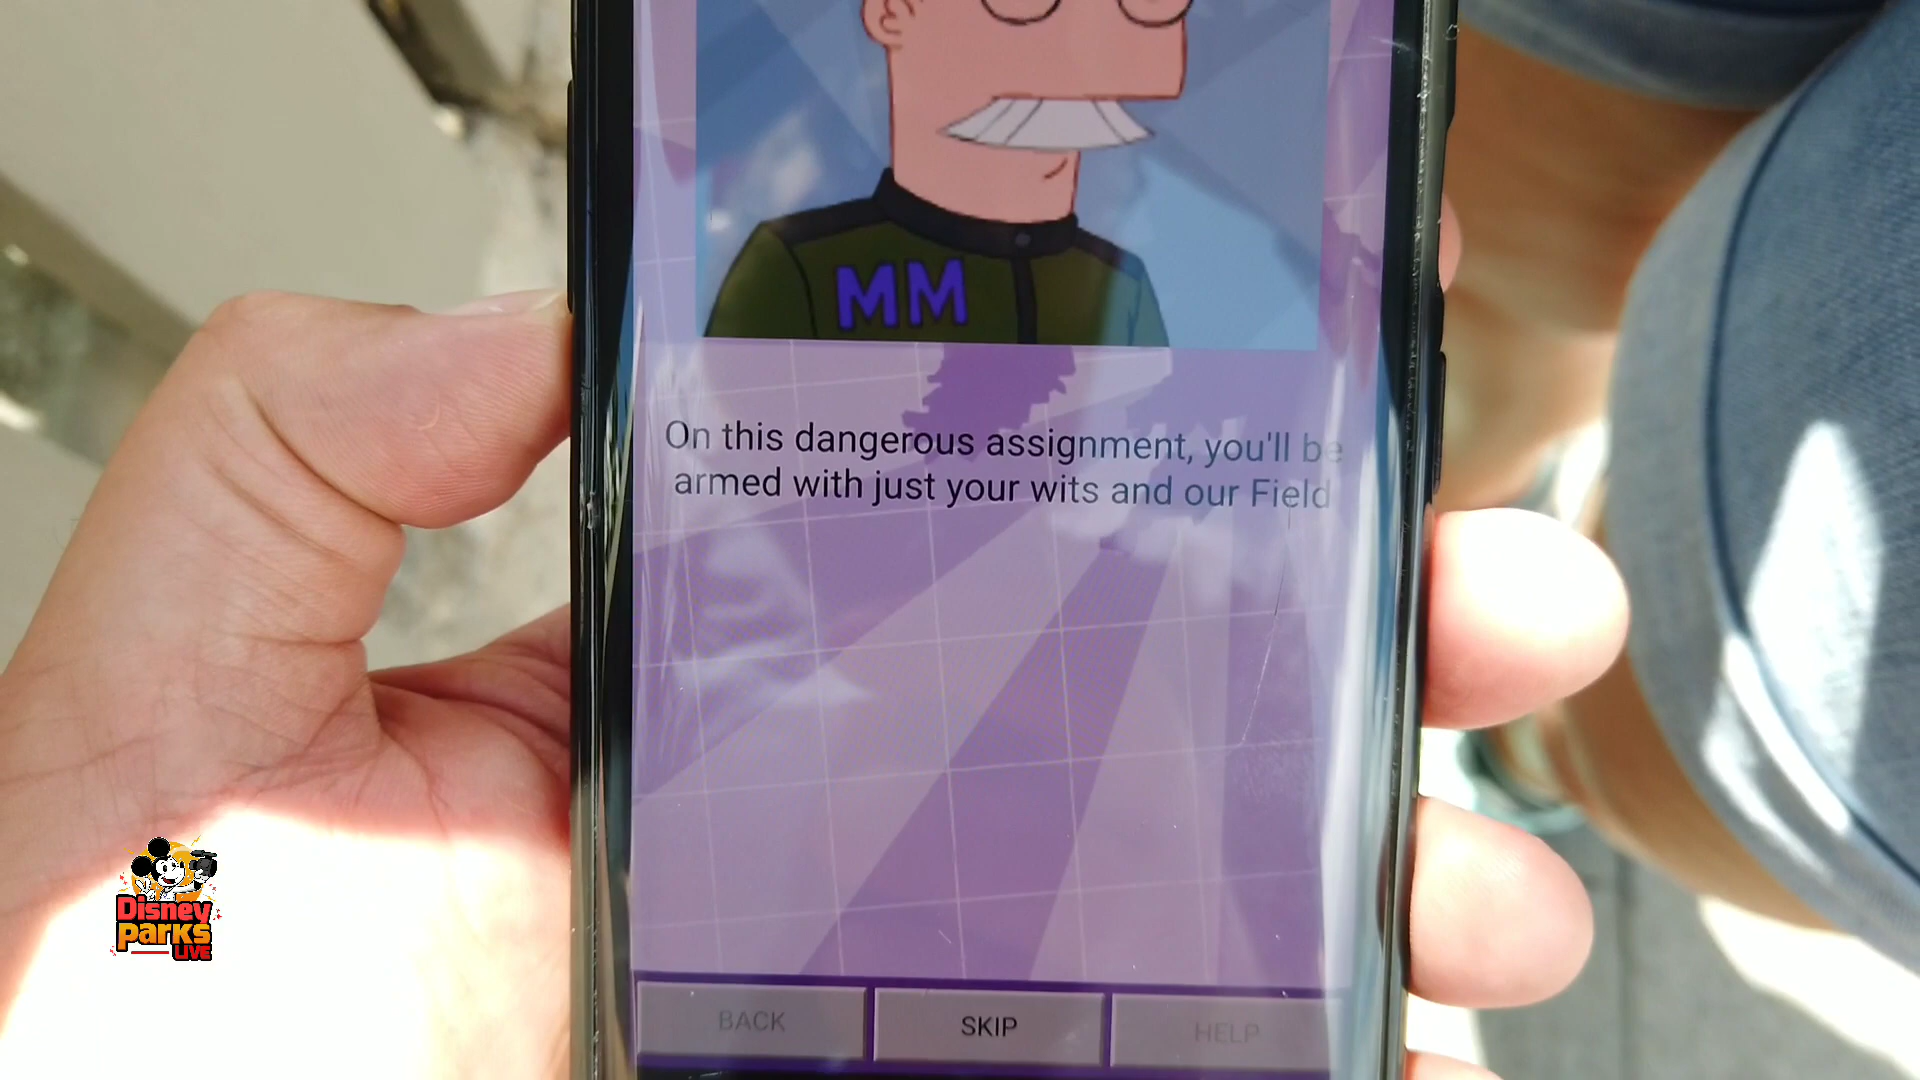 MM
On this dangerous assignment, you'll be
armed with just your wits and our Field
BACK SKIP HELP
Disney
Parks
LIVE